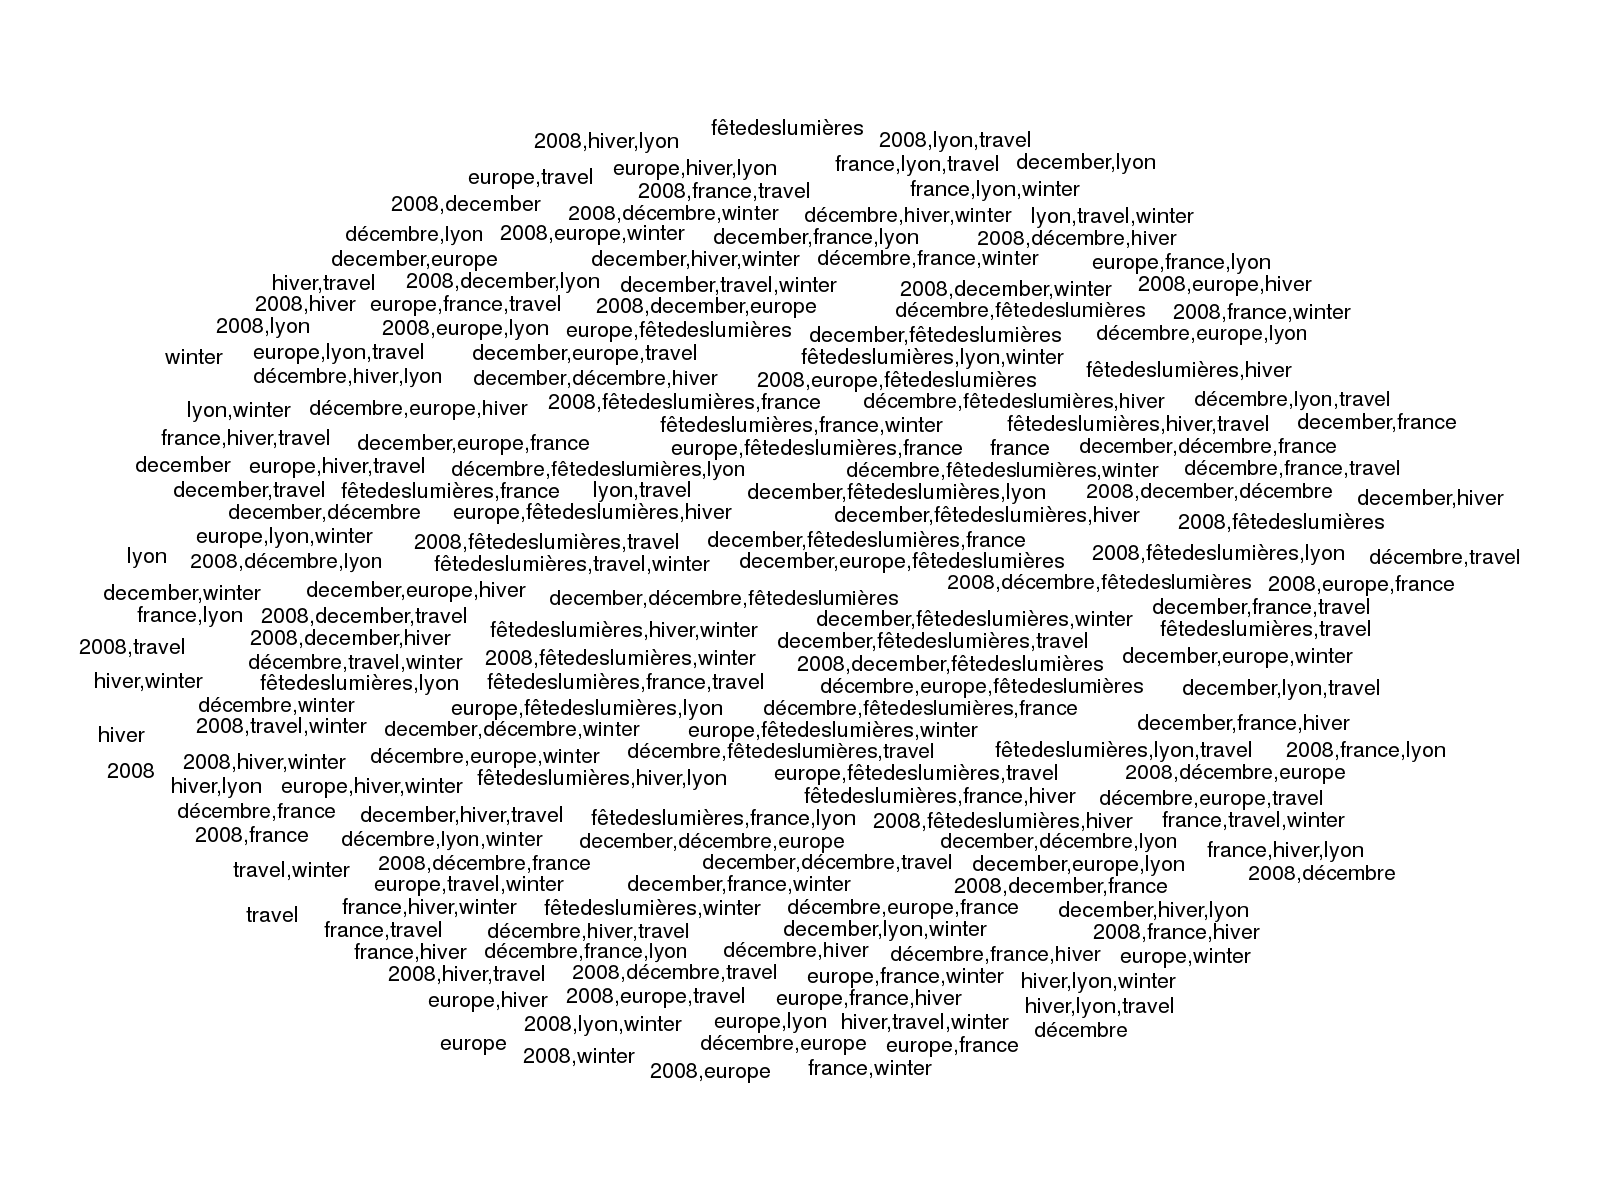 fêtedeslumières
2008,hiver,lyon 2008,lyon,travel
europe,hiver,lyon france,lyon,travel december,lyon
europe,travel 2008,france,travel france,lyon,winter
2008,december 2008,décembre,winter décembre,hiver,winter lyon,travel,winter
décembre,lyon 2008,europe,winter december,france,lyon 2008,décembre,hiver
december,europe december,hiver,winter décembre,france,winter europe,france,lyon
hiver,travel 2008,december,lyon december,travel,winter 2008,december,winter 2008,europe,hiver
2008,hiver europe,france,travel 2008,december,europe décembre,fêtedeslumières 2008,france,winter
2008,lyon 2008,europe,lyon europe,fêtedeslumières december,fêtedeslumières décembre,europe,lyon
winter europe,lyon,travel december,europe,travel fêtedeslumières,lyon,winter
décembre,hiver,lyon december,décembre,hiver 2008,europe,fêtedeslumières fêtedeslumières,hiver
lyon,winter décembre,europe,hiver 2008,fêtedeslumières,france décembre,fêtedeslumières,hiver décembre,lyon,travel
fêtedeslumières,france,winter fêtedeslumières,hiver,travel december,france
france,hiver,travel december,europe,france europe,fêtedeslumières,france france december,décembre,france
december europe,hiver,travel décembre,fêtedeslumières,lyon décembre,fêtedeslumières,winter décembre,france,travel
december,travel fêtedeslumières,france lyon,travel december,fêtedeslumières,lyon 2008,december,décembre december,hiver
december,décembre europe,fêtedeslumières,hiver december,fêtedeslumières,hiver 2008,fêtedeslumières
europe,lyon,winter 2008,fêtedeslumières,travel december,fêtedeslumières,france
lyon 2008,décembre,lyon fêtedeslumières,travel,winter december,europe,fêtedeslumières 2008,fêtedeslumières,lyon décembre,travel
december,winter december,europe,hiver december,décembre,fêtedeslumières 2008,décembre,fêtedeslumières 2008,europe,france
france,lyon 2008,december,travel december,fêtedeslumières,winter december,france,travel
2008,travel 2008,december,hiver fêtedeslumières,hiver,winter december,fêtedeslumières,travel fêtedeslumières,travel
décembre,travel,winter 2008,fêtedeslumières,winter 2008,december,fêtedeslumières december,europe,winter
hiver,winter fêtedeslumières,lyon fêtedeslumières,france,travel décembre,europe,fêtedeslumières december,lyon,travel
décembre,winter europe,fêtedeslumières,lyon décembre,fêtedeslumières,france
hiver 2008,travel,winter december,décembre,winter europe,fêtedeslumières,winter december,france,hiver
2008,hiver,winter décembre,europe,winter décembre,fêtedeslumières,travel fêtedeslumières,lyon,travel 2008,france,lyon
2008 hiver,lyon europe,hiver,winter fêtedeslumières,hiver,lyon europe,fêtedeslumières,travel 2008,décembre,europe
fêtedeslumières,france,hiver décembre,europe,travel
décembre,france december,hiver,travel fêtedeslumières,france,lyon 2008,fêtedeslumières,hiver france,travel,winter
2008,france décembre,lyon,winter december,décembre,europe december,décembre,lyon france,hiver,lyon
travel,winter 2008,décembre,france december,décembre,travel december,europe,lyon 2008,décembre
europe,travel,winter december,france,winter 2008,december,france
travel france,hiver,winter fêtedeslumières,winter décembre,europe,france december,hiver,lyon
france,travel décembre,hiver,travel december,lyon,winter 2008,france,hiver
france,hiver décembre,france,lyon décembre,hiver décembre,france,hiver europe,winter
2008,hiver,travel 2008,décembre,travel europe,france,winter hiver,lyon,winter
europe,hiver 2008,europe,travel europe,france,hiver hiver,lyon,travel
2008,lyon,winter europe,lyon hiver,travel,winter décembre
europe 2008,winter décembre,europe europe,france
2008,europe france,winter